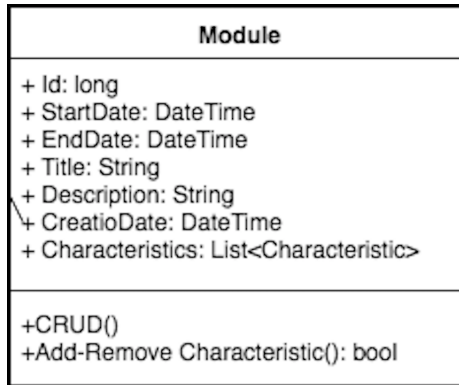 Module
+ Id: long
+ StartDate: DateTime
+ EndDate: DateTime
+ Title: String
+ Description: String
+ CreatioDate: DateTime
+ Characteristics: List<Characteristic>
+CRUD()
+Add-Remove Characteristic(): bool